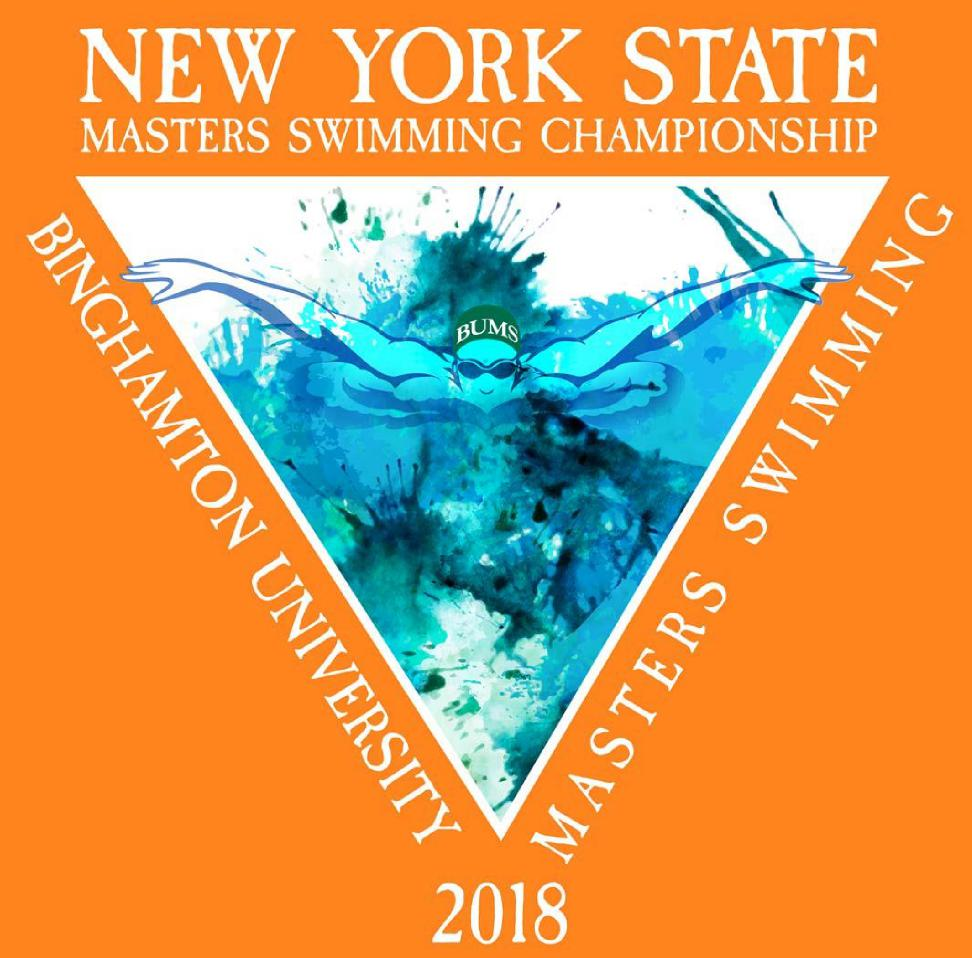 NEW YORK STATE
MASTERS SWIMMING CHAMPIONSHIP
BINGHAMTON UNIVERSITY
MASTERS SWIMMING
BUMS
2018